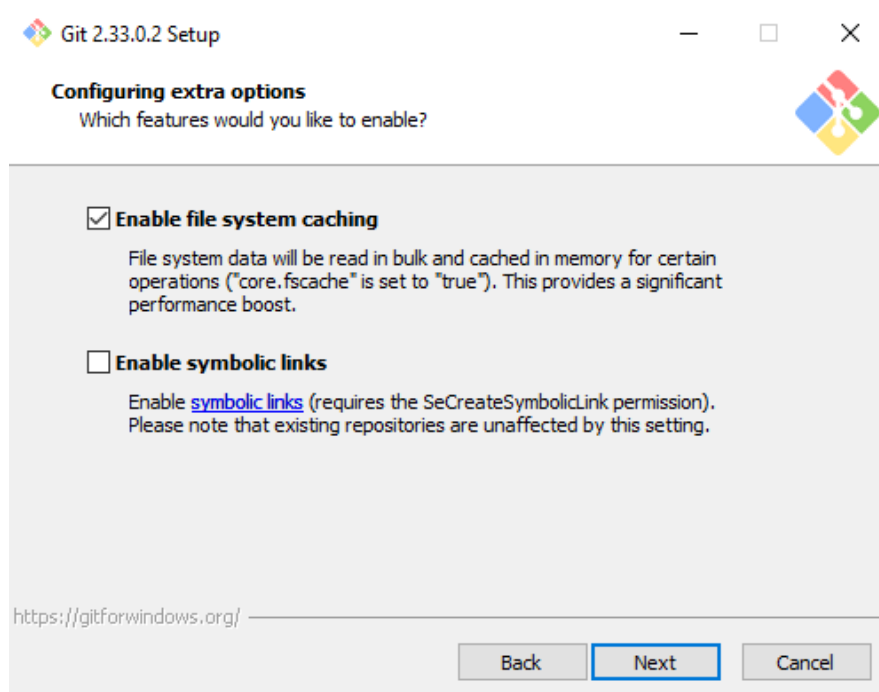 Git 2.33.0.2 Setup
Configuring extra options
Which features would you like to enable?
Enable file system caching
File system data will be read in bulk and cached in memory for certain
operations ("core.fscache" is set to "true"). This provides a significant
performance boost.
Enable symbolic links
Enable symbolic links (requires the SeCreateSymbolicLink permission).
Please note that existing repositories are unaffected by this setting.
https://gitforwindows.org/
Back Next Cancel